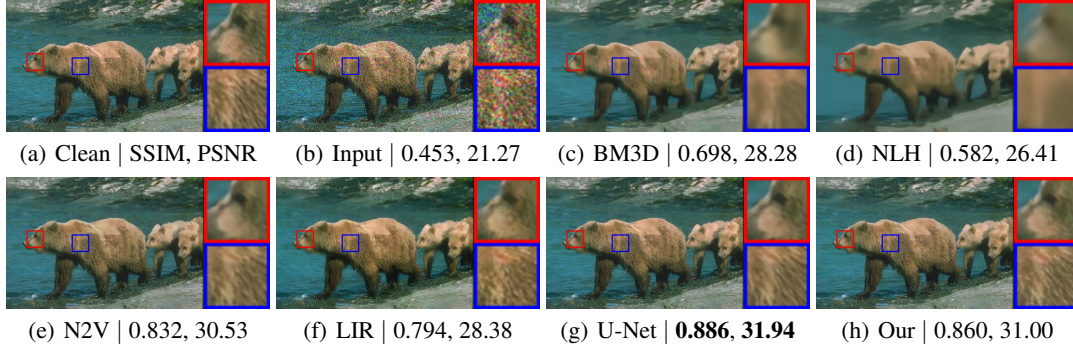 (a) Clean | SSIM, PSNR
(b) Input | 0.453, 21.27
(c) BM3D | 0.698, 28.28
(d) NLH | 0.582, 26.41
(e) N2V | 0.832, 30.53
(f) LIR | 0.794, 28.38
(g) U-Net | 0.886, 31.94
(h) Our | 0.860, 31.00